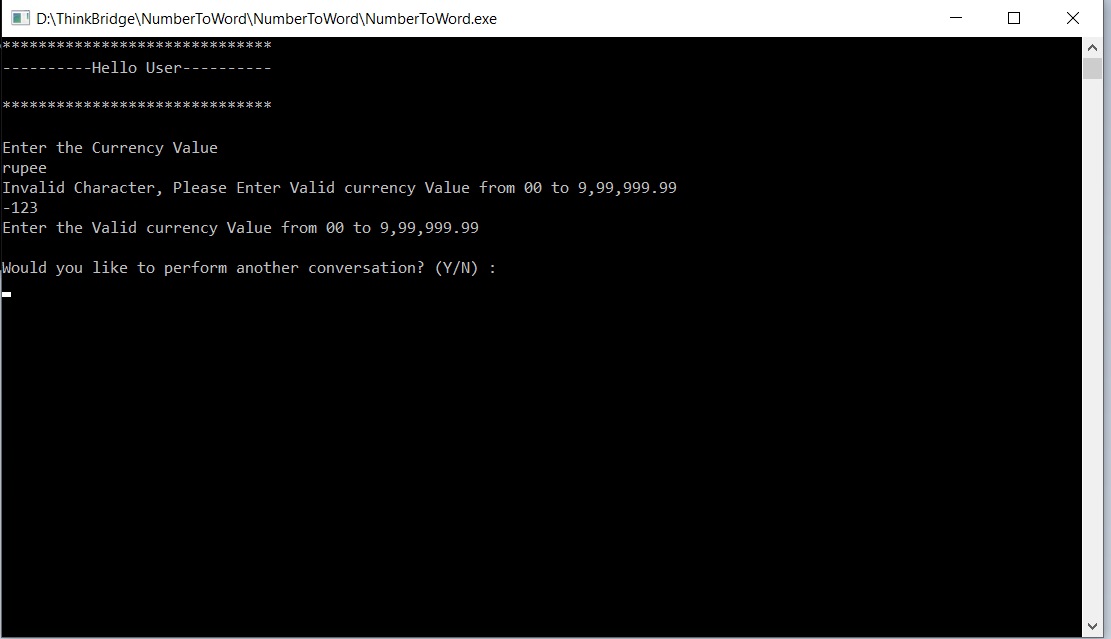 D:\ThinkBridge\NumberToWord\NumberToWord\NumberToWord.exe
******************************
----------Hello User----------
******************************
Enter the Currency Value
rupee
Invalid Character, Please Enter Valid currency Value from 00 to 9,99,999.99
-123
Enter the Valid currency Value from 00 to 9,99,999.99
Would you like to perform another conversation? (Y/N) :